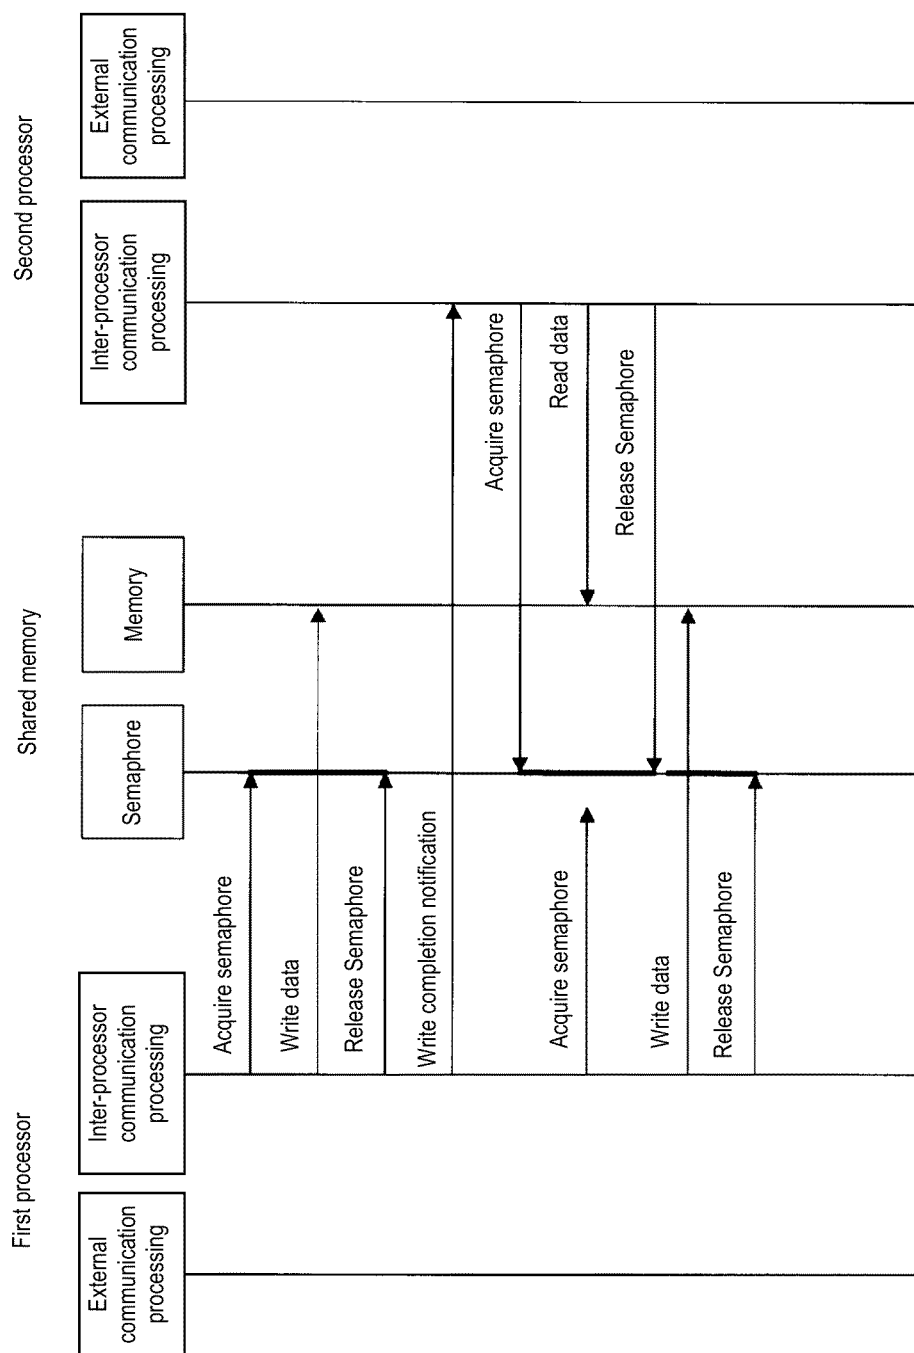 First processor
Shared memory
Second processor
External
communication
processing
Inter-processor
communication
processing
Semaphore
Memory
Inter-processor
communication
processing
External
communication
processing
Acquire semaphore
Write data
Release Semaphore
Write completion notification
Acquire semaphore
Acquire semaphore
Read data
Release Semaphore
Write data
Release Semaphore